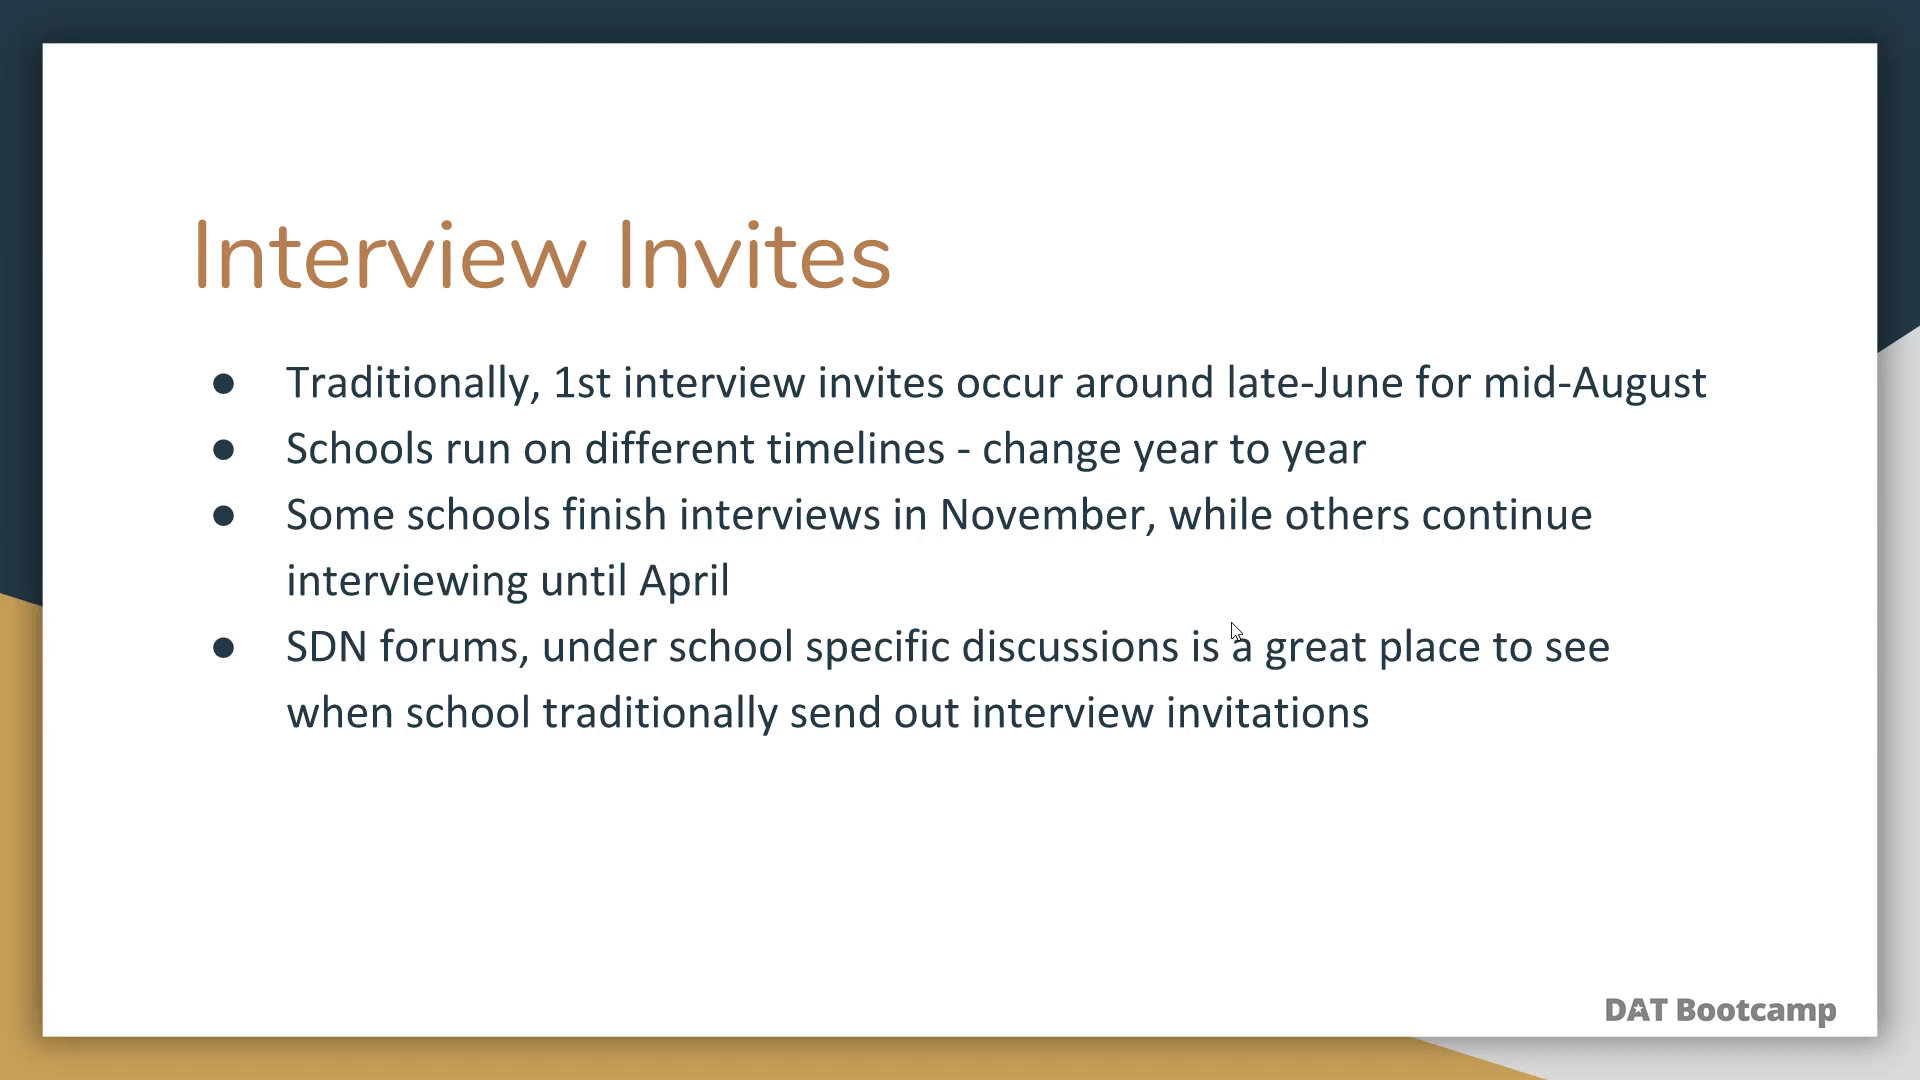 Interview Invites
● Traditionally, 1st interview invites occur around late-June for mid-August
● Schools run on different timelines - change year to year
● Some schools finish interviews in November, while others continue
interviewing until April
● SDN forums, under school specific discussions is a great place to see
when school traditionally send out interview invitations
DAT Bootcamp